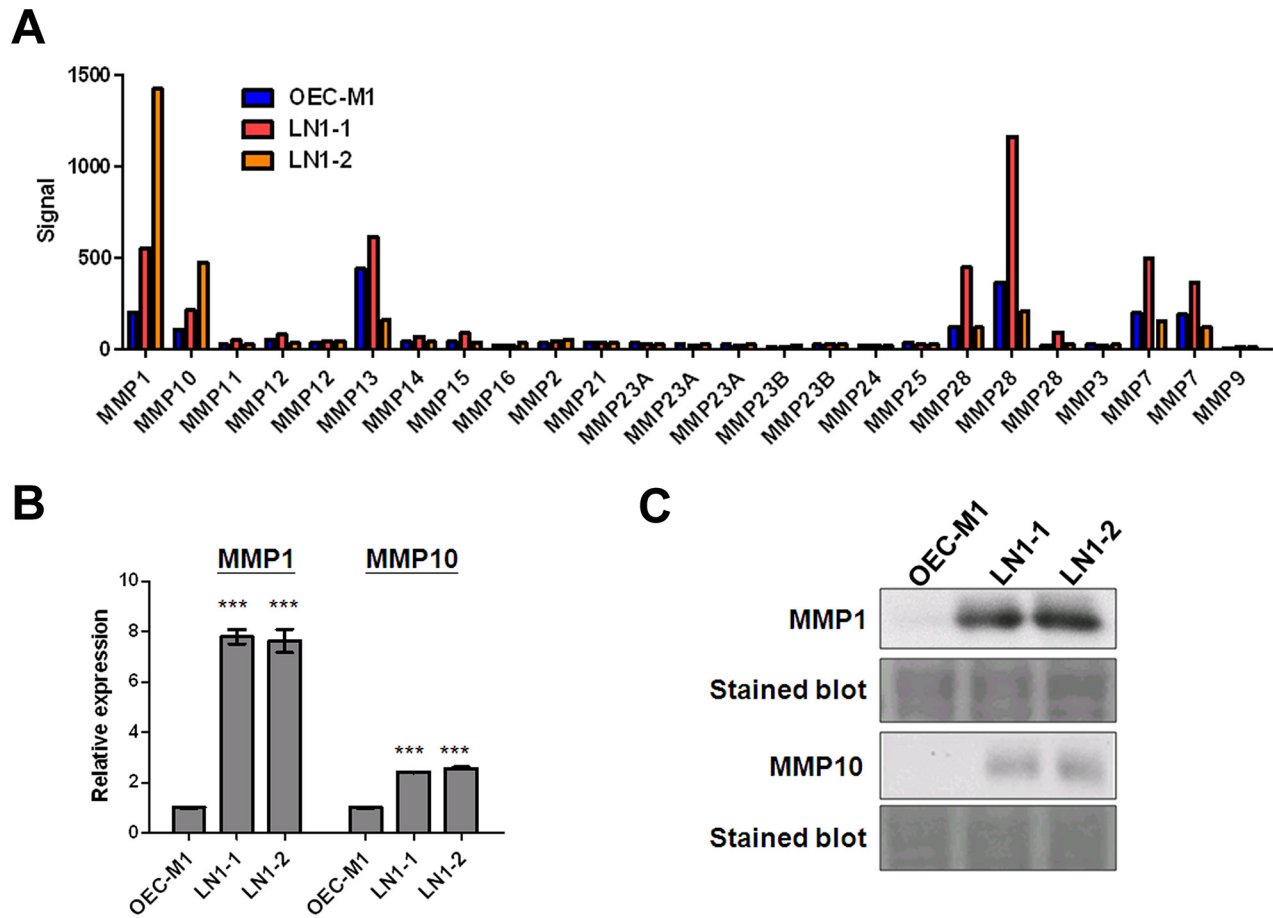 A
1500
1000
500
0
Signal
OEC-M1
LN1-1
LN1-2
MMP1
MMP10
MMP11
MMP12
MMP12
MMP13
MMP14
MMP15
MMP16
MMP2
MMP21
MMP23A
MMP23A
MMP23A
MMP23B
MMP23B
MMP24
MMP25
MMP28
MMP28
MMP28
MMP3
MMP7
MMP7
MMP9
B
MMP1 MMP10
10
8
6
4
2
0
Relative expression
*** ***
*** ***
OEC-M1
LN1-1
LN1-2
OEC-M1
LN1-1
LN1-2
C
OEC-M1
LN1-1
LN1-2
MMP1
Stained blot
MMP10
Stained blot